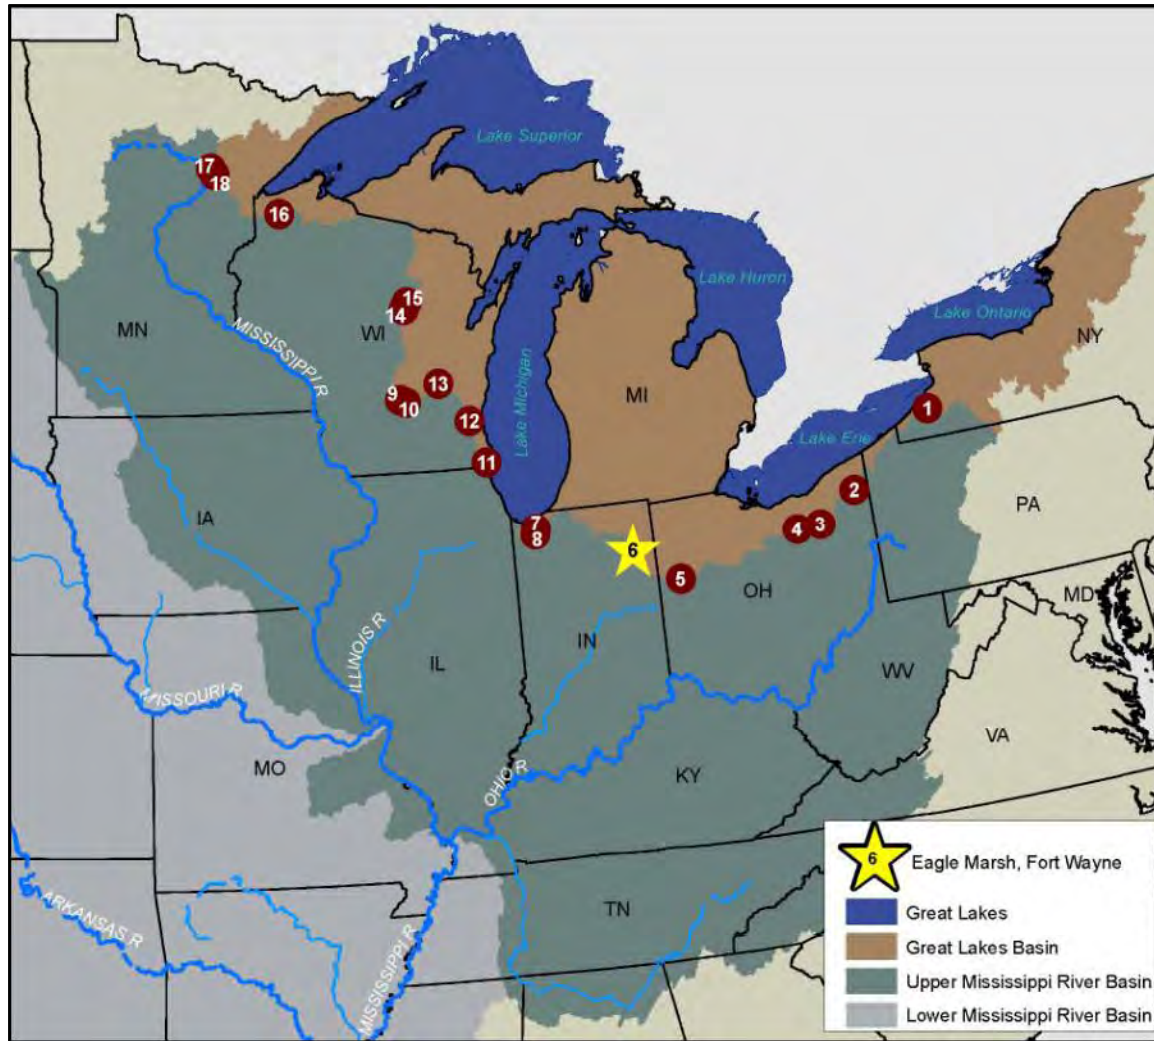 Lake Superior
17
18
16
Lake Huron
Lake Ontario
15
14
MN
MISSISSIPPI R
WI
NY
13
9
10
MI
Lake Michigan
1
12
Lake Erie
11
2
PA
IA
7
8
6
4
3
5
OH
MD
ILLINOIS R
IL
IN
WV
MISSOURI R
VA
MO
OHIO R
KY
ARKANSAS R
TN
MISSISSIPPI R
6
Eagle Marsh, Fort Wayne
Great Lakes
Great Lakes Basin
Upper Mississippi River Basin
Lower Mississippi River Basin